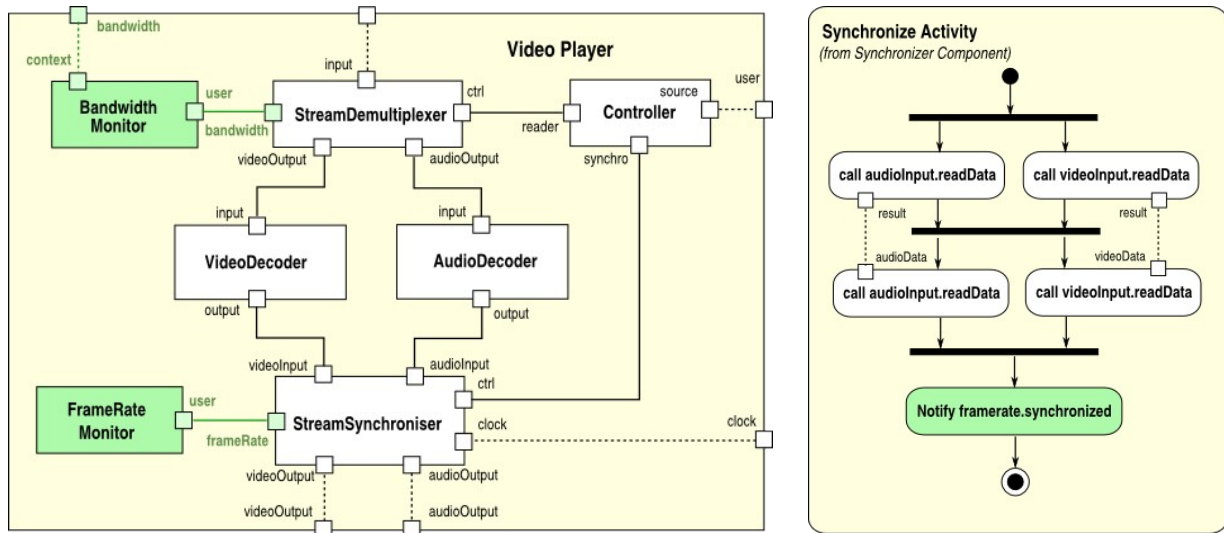 bandwidth
Video Player
context
input
user
bandwidth
Bandwidth
Monitor
StreamDemultiplexer
ctrl
reader
source
Controller
synchro
user
videoOutput
audioOutput
input
input
VideoDecoder
AudioDecoder
output
output
videoInput
audioInput
FrameRate
Monitor
user
frameRate
StreamSynchroniser
ctrl
clock
clock
videoOutput
audioOutput
videoOutput
audioOutput
Synchronize Activity
(from Synchronizer Component)
call audioInput.readData
call videoInput.readData
result
result
audioData
videoData
call audioInput.readData
call videoInput.readData
Notify framerate.synchronized